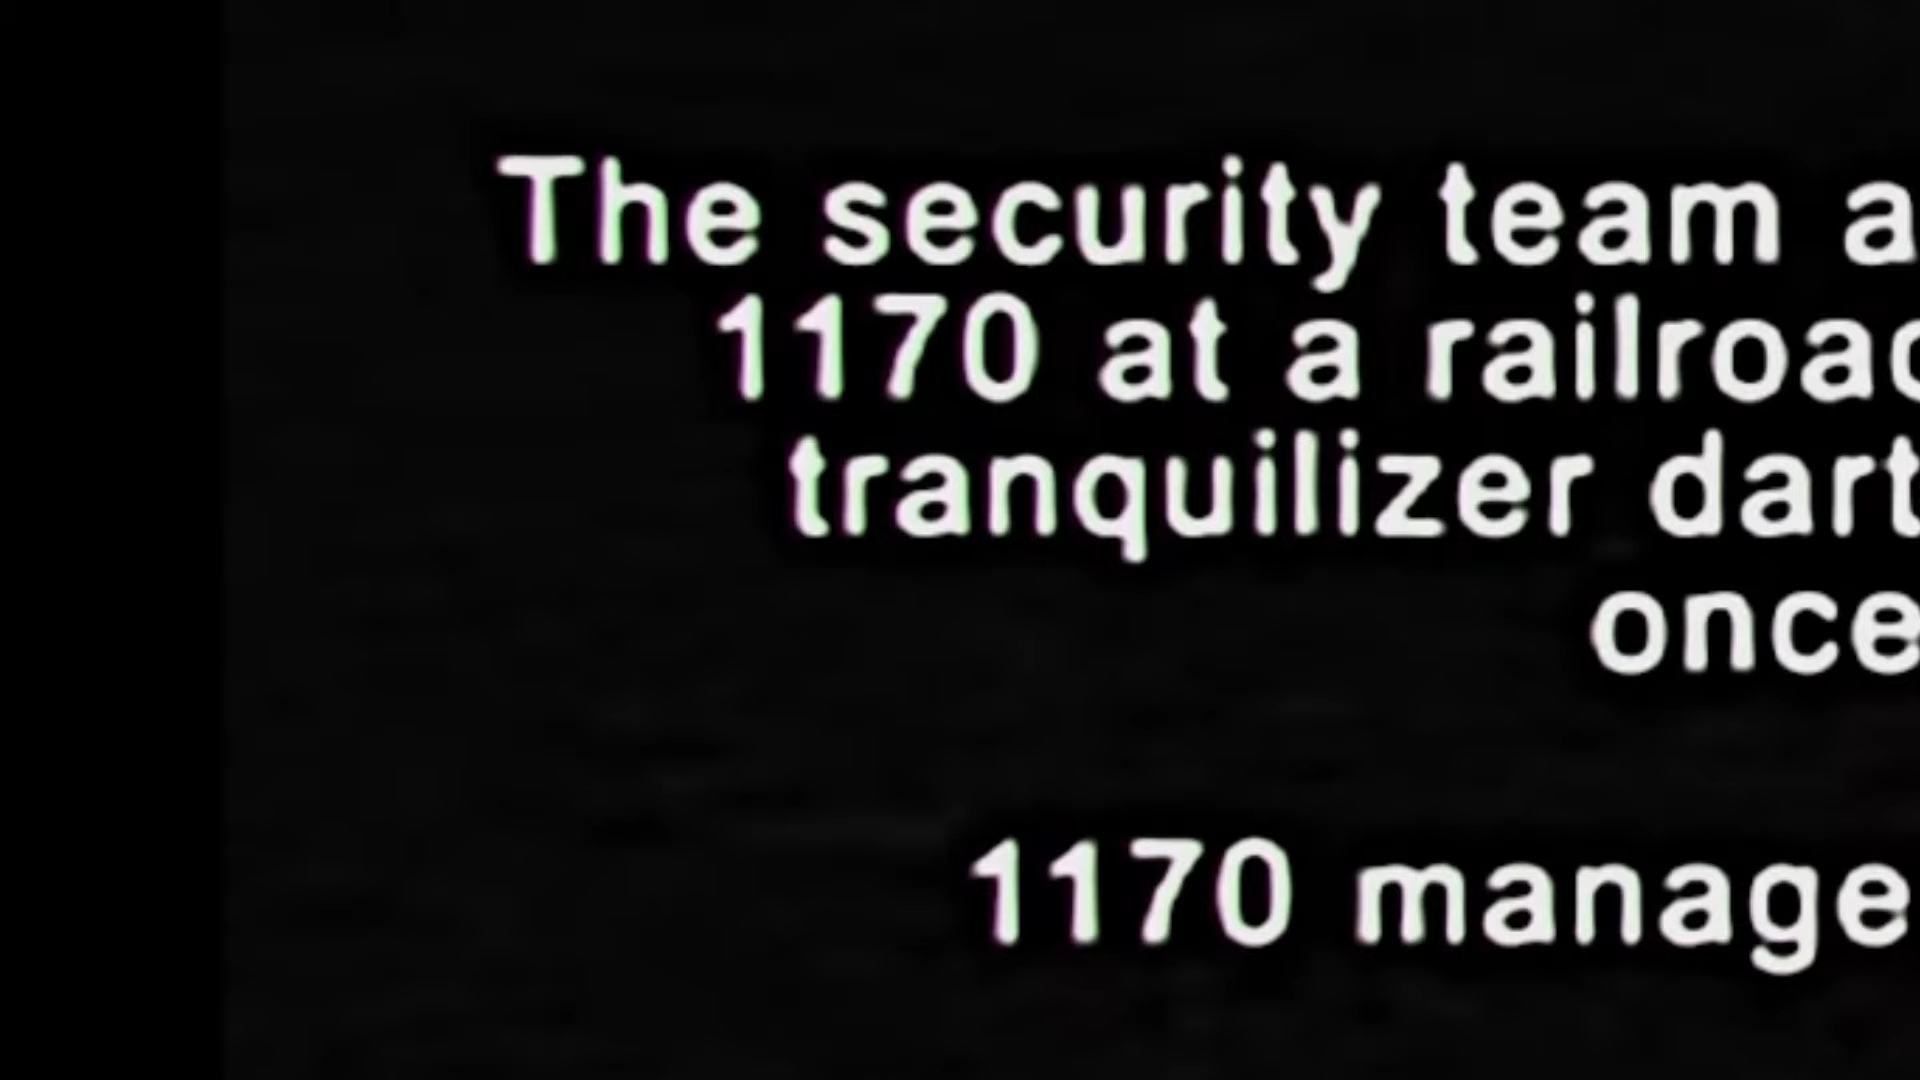 The security team a
1170 at a railroad
tranquilizer dart
once
1170 manage